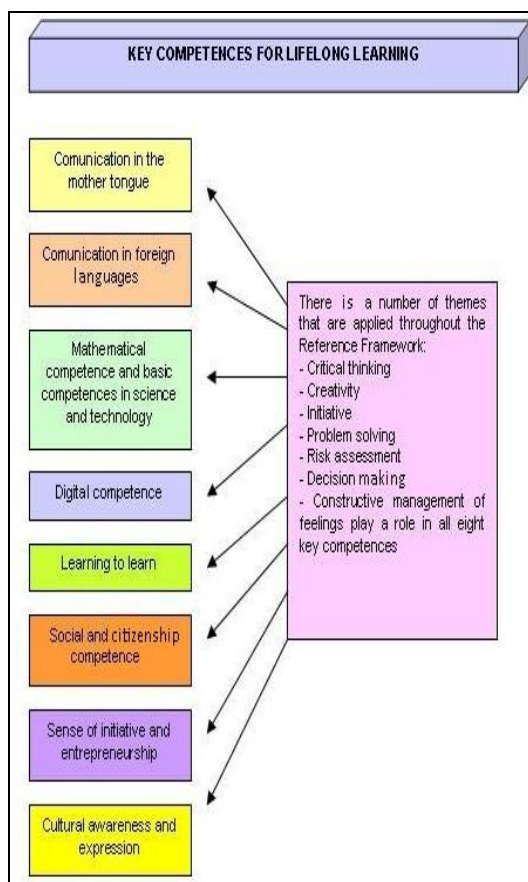 KEY COMPETENCES FOR LIFELONG LEARNING
Comunication in the
mother tongue
Comunication in foreign
languages
Mathematical
competence and basic
competences in science
and technology
Digital competence
Learning to learn
Social and citizenship
competence
Sense of initiative and
entrepreneurship
Cultural awareness and
expression
There is a number of themes
that are applied throughout the
Reference Framework:
- Critical thinking
- Creativity
- Initiative
- Problem solving
- Risk assessment
- Decision making
- Constructive management of
feelings play a role in all eight
key competences